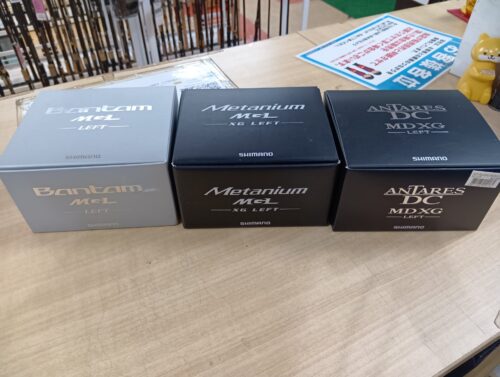 Bantam
MGL
LEFT
SHIMANO
Bantam
MGL
LEFT
SHIMANO
Metanium
MGL
XG LEFT
SHIMANO
Metanium
MGL
XG LEFT
SHIMANO
ANTARES
DC
MD XG
LEFT
SHIMANO
ANTARES
DC
MD XG
LEFT
SHIMANO